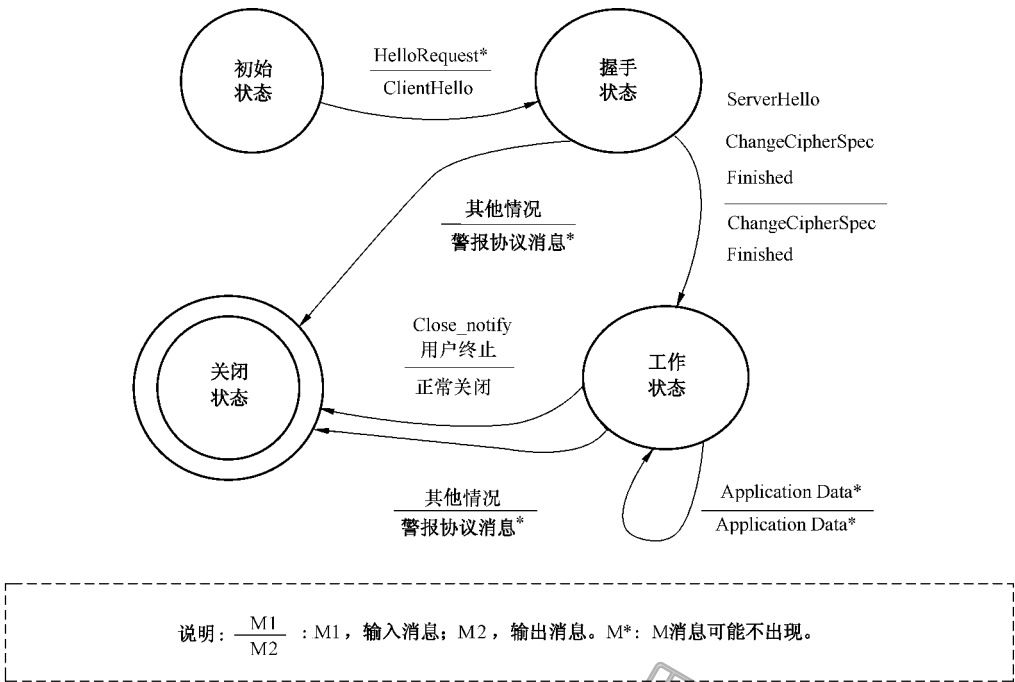 初始
状态
HelloRequest*
ClientHello
握手
状态
ServerHello
ChangeCipherSpec
Finished
ChangeCipherSpec
Finished
其他情况
警报协议消息*
Close_notify
用户终止
正常关闭
工作
状态
关闭
状态
其他情况
警报协议消息*
Application Data*
Application Data*
说明： M1 ：M1，输入消息；M2，输出消息。M*：M消息可能不出现。
M2